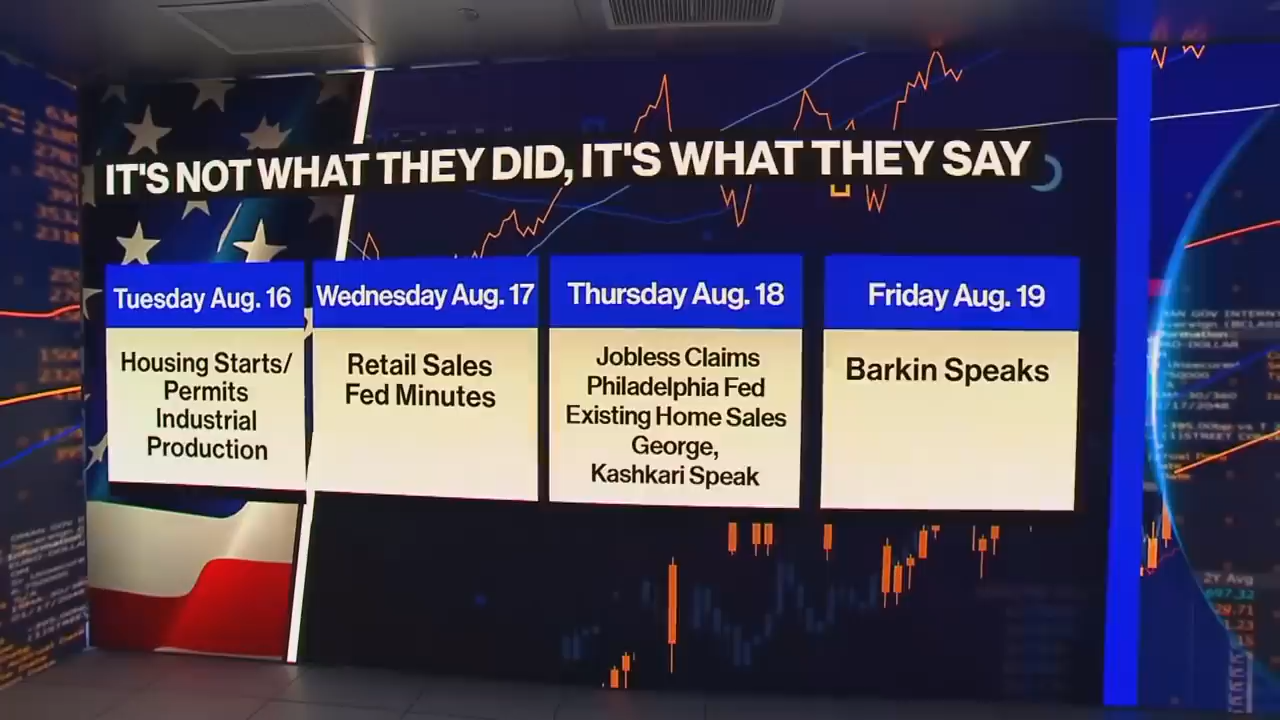 IT'S NOT WHAT THEY DID, IT'S WHAT THEY SAY
Tuesday Aug. 16
Housing Starts/
Permits
Industrial
Production
Wednesday Aug. 17
Retail Sales
Fed Minutes
Thursday Aug. 18
Jobless Claims
Philadelphia Fed
Existing Home Sales
George,
Kashkari Speak
Friday Aug. 19
Barkin Speaks
2Y Avg